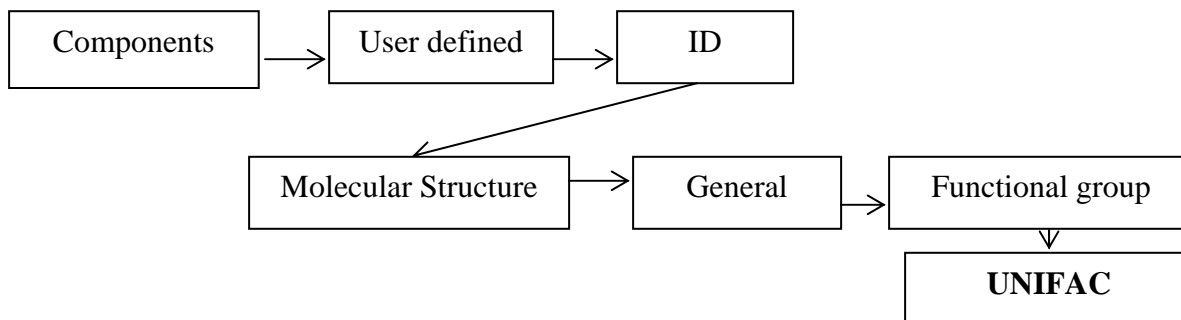 Components
User defined
ID
Molecular Structure
General
Functional group
UNIFAC